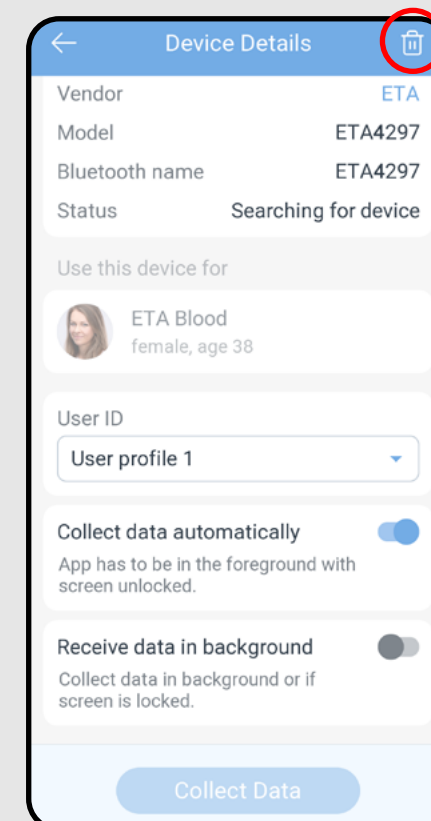 Device Details
Vendor ETA
Model ETA4297
Bluetooth name ETA4297
Status Searching for device
Use this device for
ETA Blood
female, age 38
User ID
User profile 1
Collect data automatically
App has to be in the foreground with
screen unlocked.
Receive data in background
Collect data in background or if
screen is locked.
Collect Data